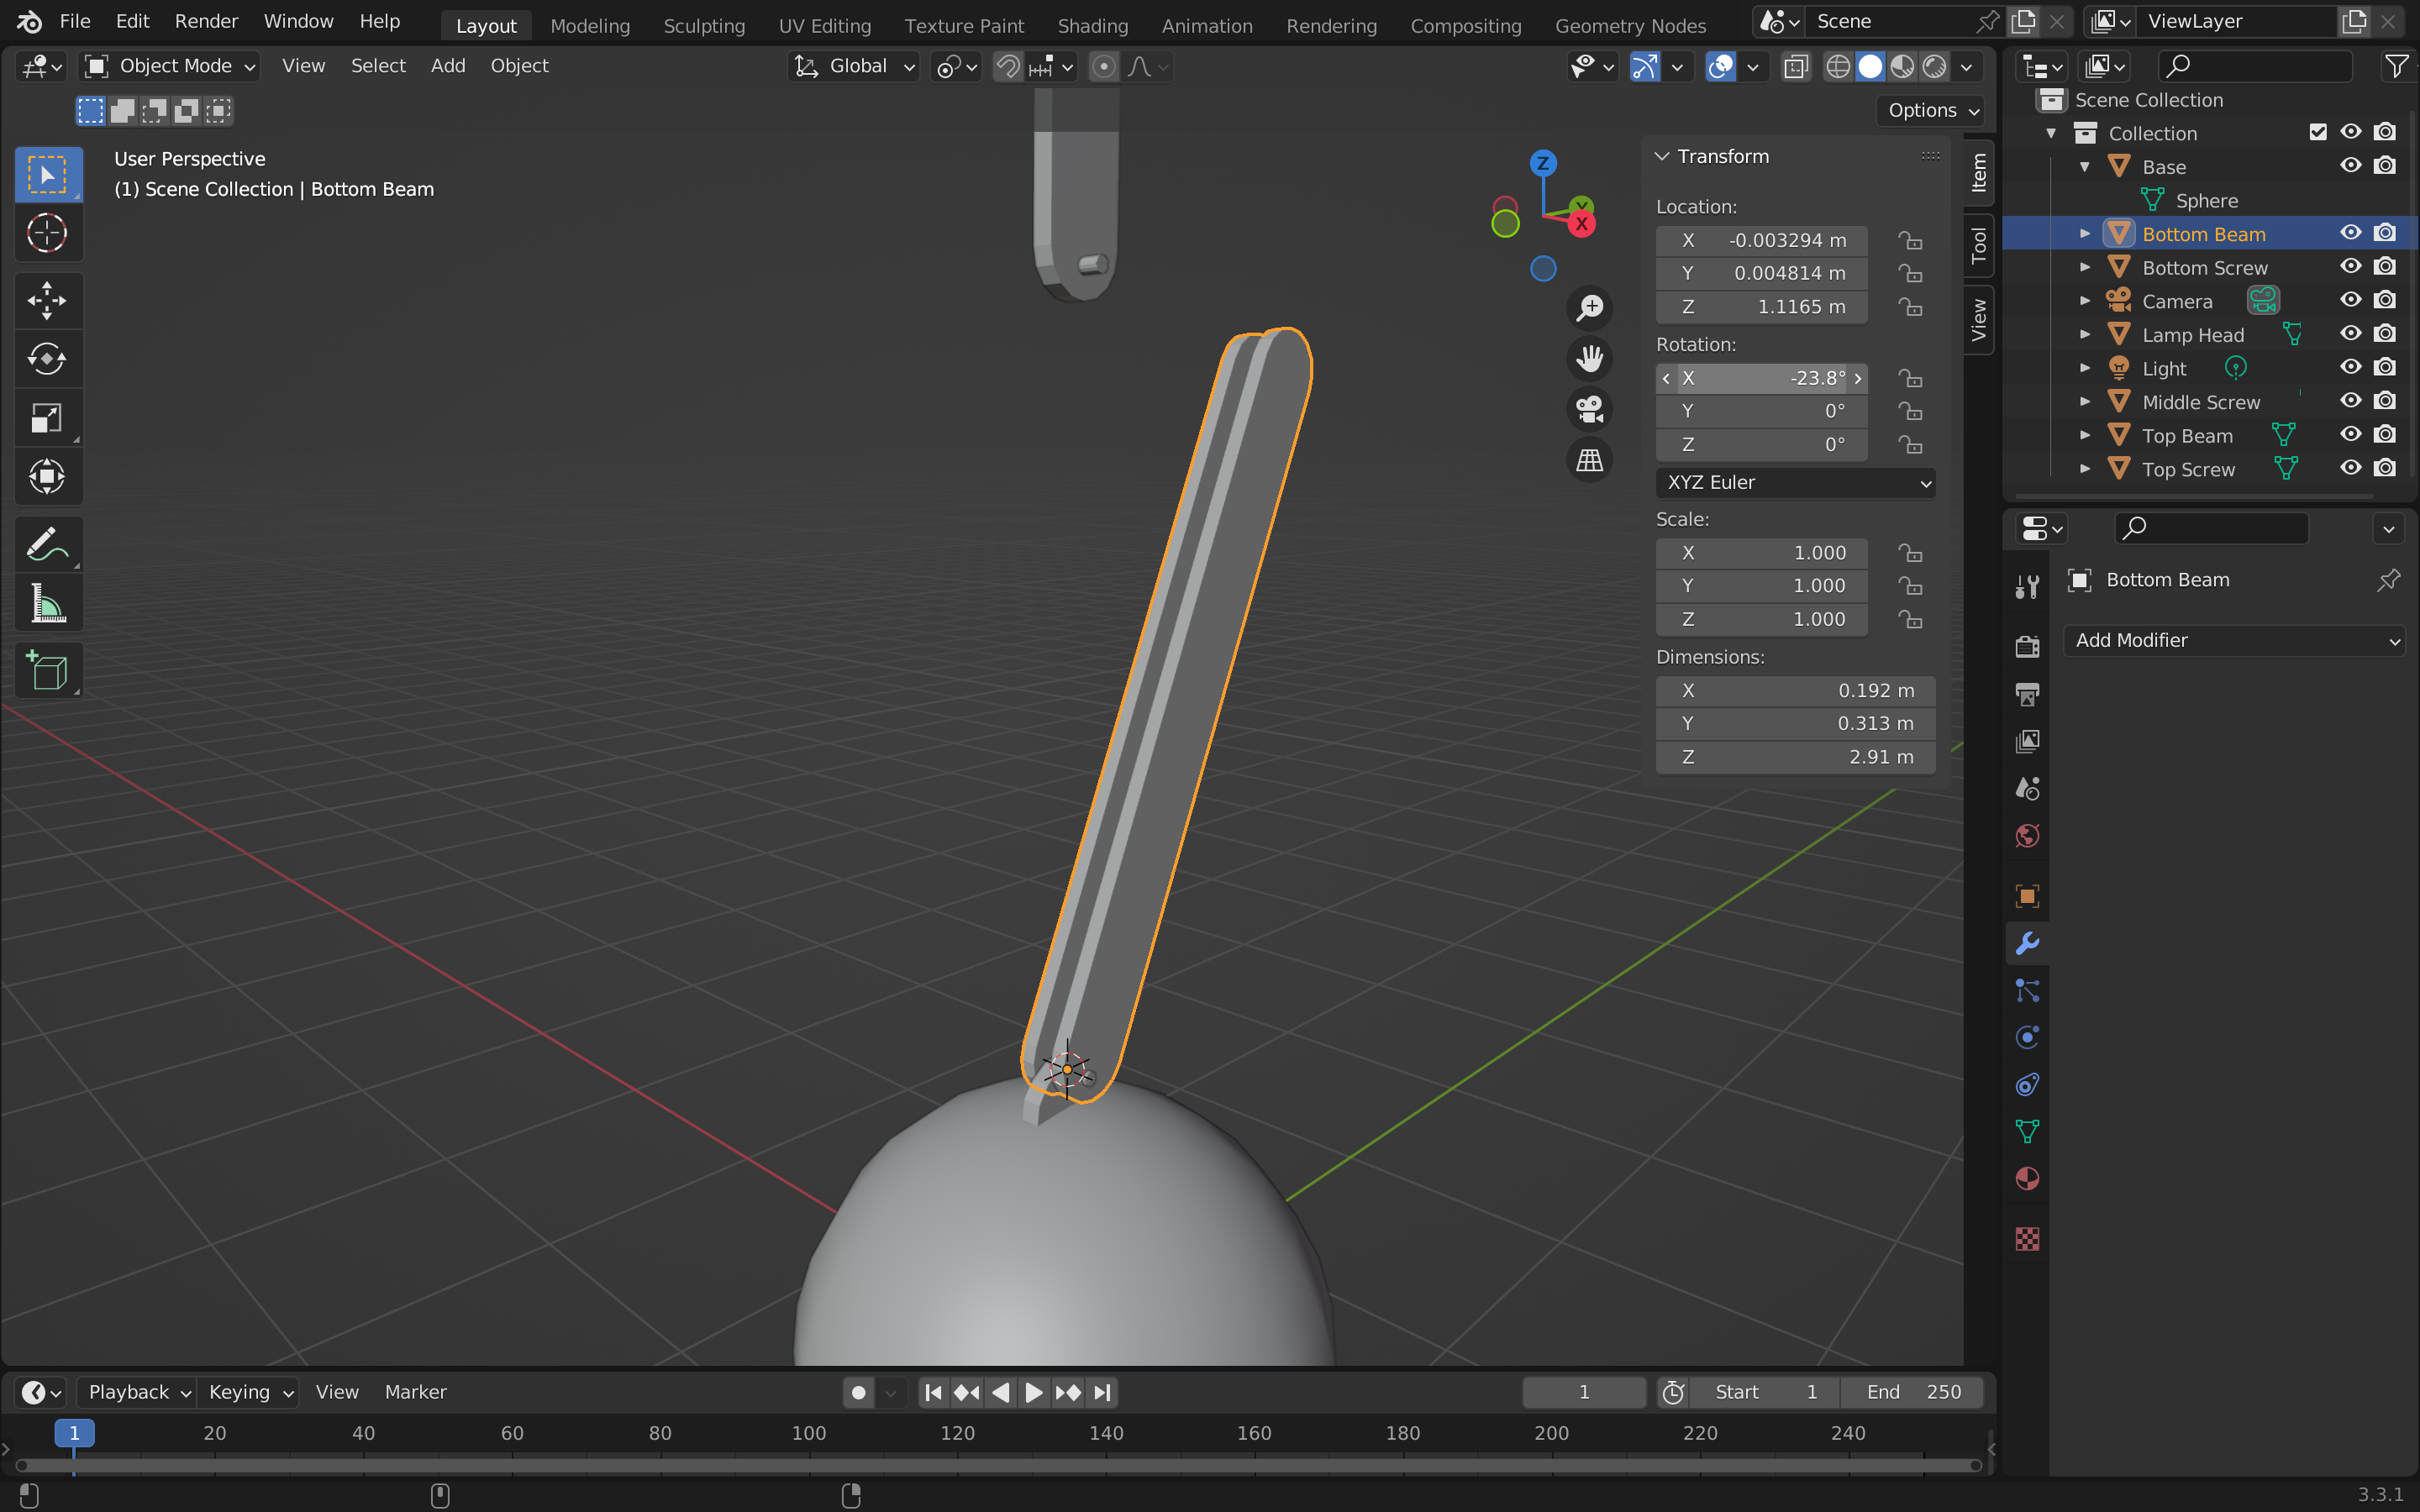 File Edit Render Window Help Layout Modeling Sculpting UV Editing Texture Paint Shading Animation Rendering Compositing Geometry Nodes Scene ViewLayer
Object Mode View Select Add Object Global
Options
User Perspective
(1) Scene Collection | Bottom Beam
Z
Y
X
Transform
Location:
X -0.003294 m
Y 0.004814 m
Z 1.1165 m
Rotation:
X -23.8°
Y 0°
Z 0°
XYZ Euler
Scale:
X 1.000
Y 1.000
Z 1.000
Dimensions:
X 0.192 m
Y 0.313 m
Z 2.91 m
Item
Tool
View
Scene Collection
Collection
Base
Sphere
Bottom Beam
Bottom Screw
Camera
Lamp Head
Light
Middle Screw
Top Beam
Top Screw
Bottom Beam
Add Modifier
Playback Keying View Marker 1 Start 1 End 250
1 20 40 60 80 100 120 140 160 180 200 220 240
3.3.1